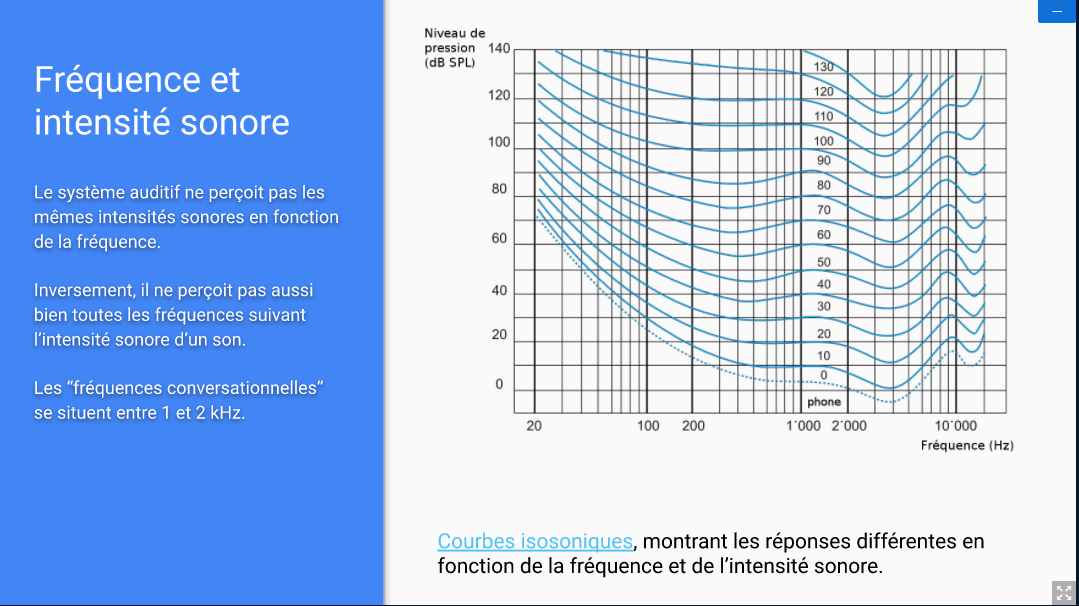 Fréquence et
intensité sonore
Le système auditif ne perçoit pas les
mêmes intensités sonores en fonction
de la fréquence.
Inversement, il ne perçoit pas aussi
bien toutes les fréquences suivant
l’intensité sonore d’un son.
Les “fréquences conversationnelles”
se situent entre 1 et 2 kHz.
Niveau de
pression
(dB SPL)
140
120
100
80
60
40
20
0
130
120
110
100
90
80
70
60
50
40
30
20
10
0
phone
20 100 200 1'000 2'000 10'000
Fréquence (Hz)
Courbes isosoniques, montrant les réponses différentes en
fonction de la fréquence et de l’intensité sonore.